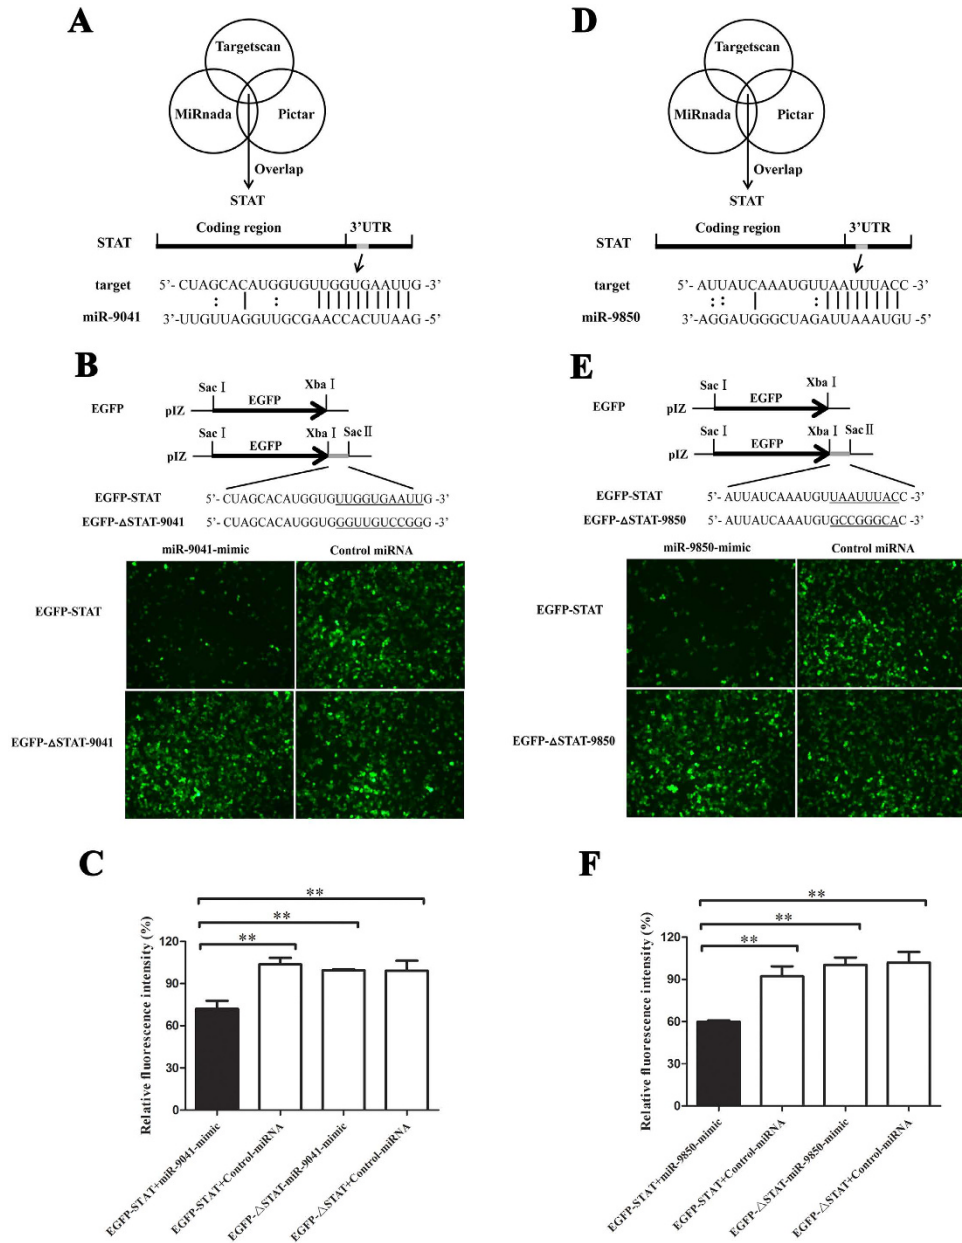 A
Targetscan
MiRnada
Pictar
Overlap
STAT
Coding region
3'UTR
STAT
target
5'- CUAGCACAUGGUGUUGGUGAAUUG -3'
miR-9041
3'-UUGUUAGGUUGCGAACCACUUAAG -5'
B
Sac Ⅰ
Xba Ⅰ
EGFP
pIZ
EGFP
Sac Ⅰ
Xba Ⅰ
Sac Ⅱ
pIZ
EGFP
EGFP-STAT
5'- CUAGCACAUGGUGUUGGUGAAUUG -3'
EGFP-ΔSTAT-9041
5'- CUAGCACAUGGUGGGUUGUCCGGG -3'
miR-9041-mimic
Control miRNA
EGFP-STAT
EGFP-ΔSTAT-9041
C
**
**
**
Relative fluorescence intensity (%)
120
90
60
30
0
EGFP-STAT+miR-9041-mimic
EGFP-STAT+Control-miRNA
EGFP-△STAT-miR-9041-mimic
EGFP-△STAT+Control-miRNA
D
Targetscan
MiRnada
Pictar
Overlap
STAT
Coding region
3'UTR
STAT
target
5'- AUUAUCAAAUGUUAAUUUACC -3'
miR-9850
3'-AGGAUGGGCUAGAUUAAAUGU -5'
E
Sac Ⅰ
Xba Ⅰ
EGFP
pIZ
EGFP
Sac Ⅰ
Xba Ⅰ
Sac Ⅱ
pIZ
EGFP
EGFP-STAT
5'- AUUAUCAAAUGUUAAUUUACC -3'
EGFP-ΔSTAT-9850
5'- AUUAUCAAAUGUGCCGGGCAC -3'
miR-9850-mimic
Control miRNA
EGFP-STAT
EGFP-ΔSTAT-9850
F
**
**
**
Relative fluorescence intensity (%)
120
90
60
30
0
EGFP-STAT+miR-9850-mimic
EGFP-STAT+Control-miRNA
EGFP-△STAT-miR-9850-mimic
EGFP-△STAT+Control-miRNA